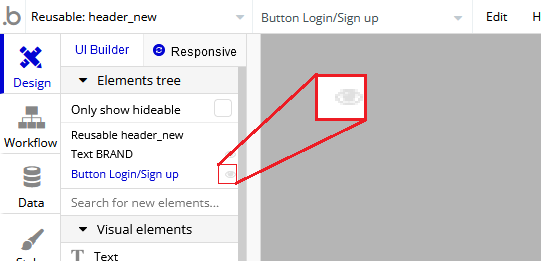 .b
Reusable: header_new
Button Login/Sign up
Edit
UI Builder
Responsive
Design
Elements tree
Only show hideable
Workflow
Reusable header_new
Text BRAND
Button Login/Sign up
Data
Search for new elements...
Visual elements
T Text